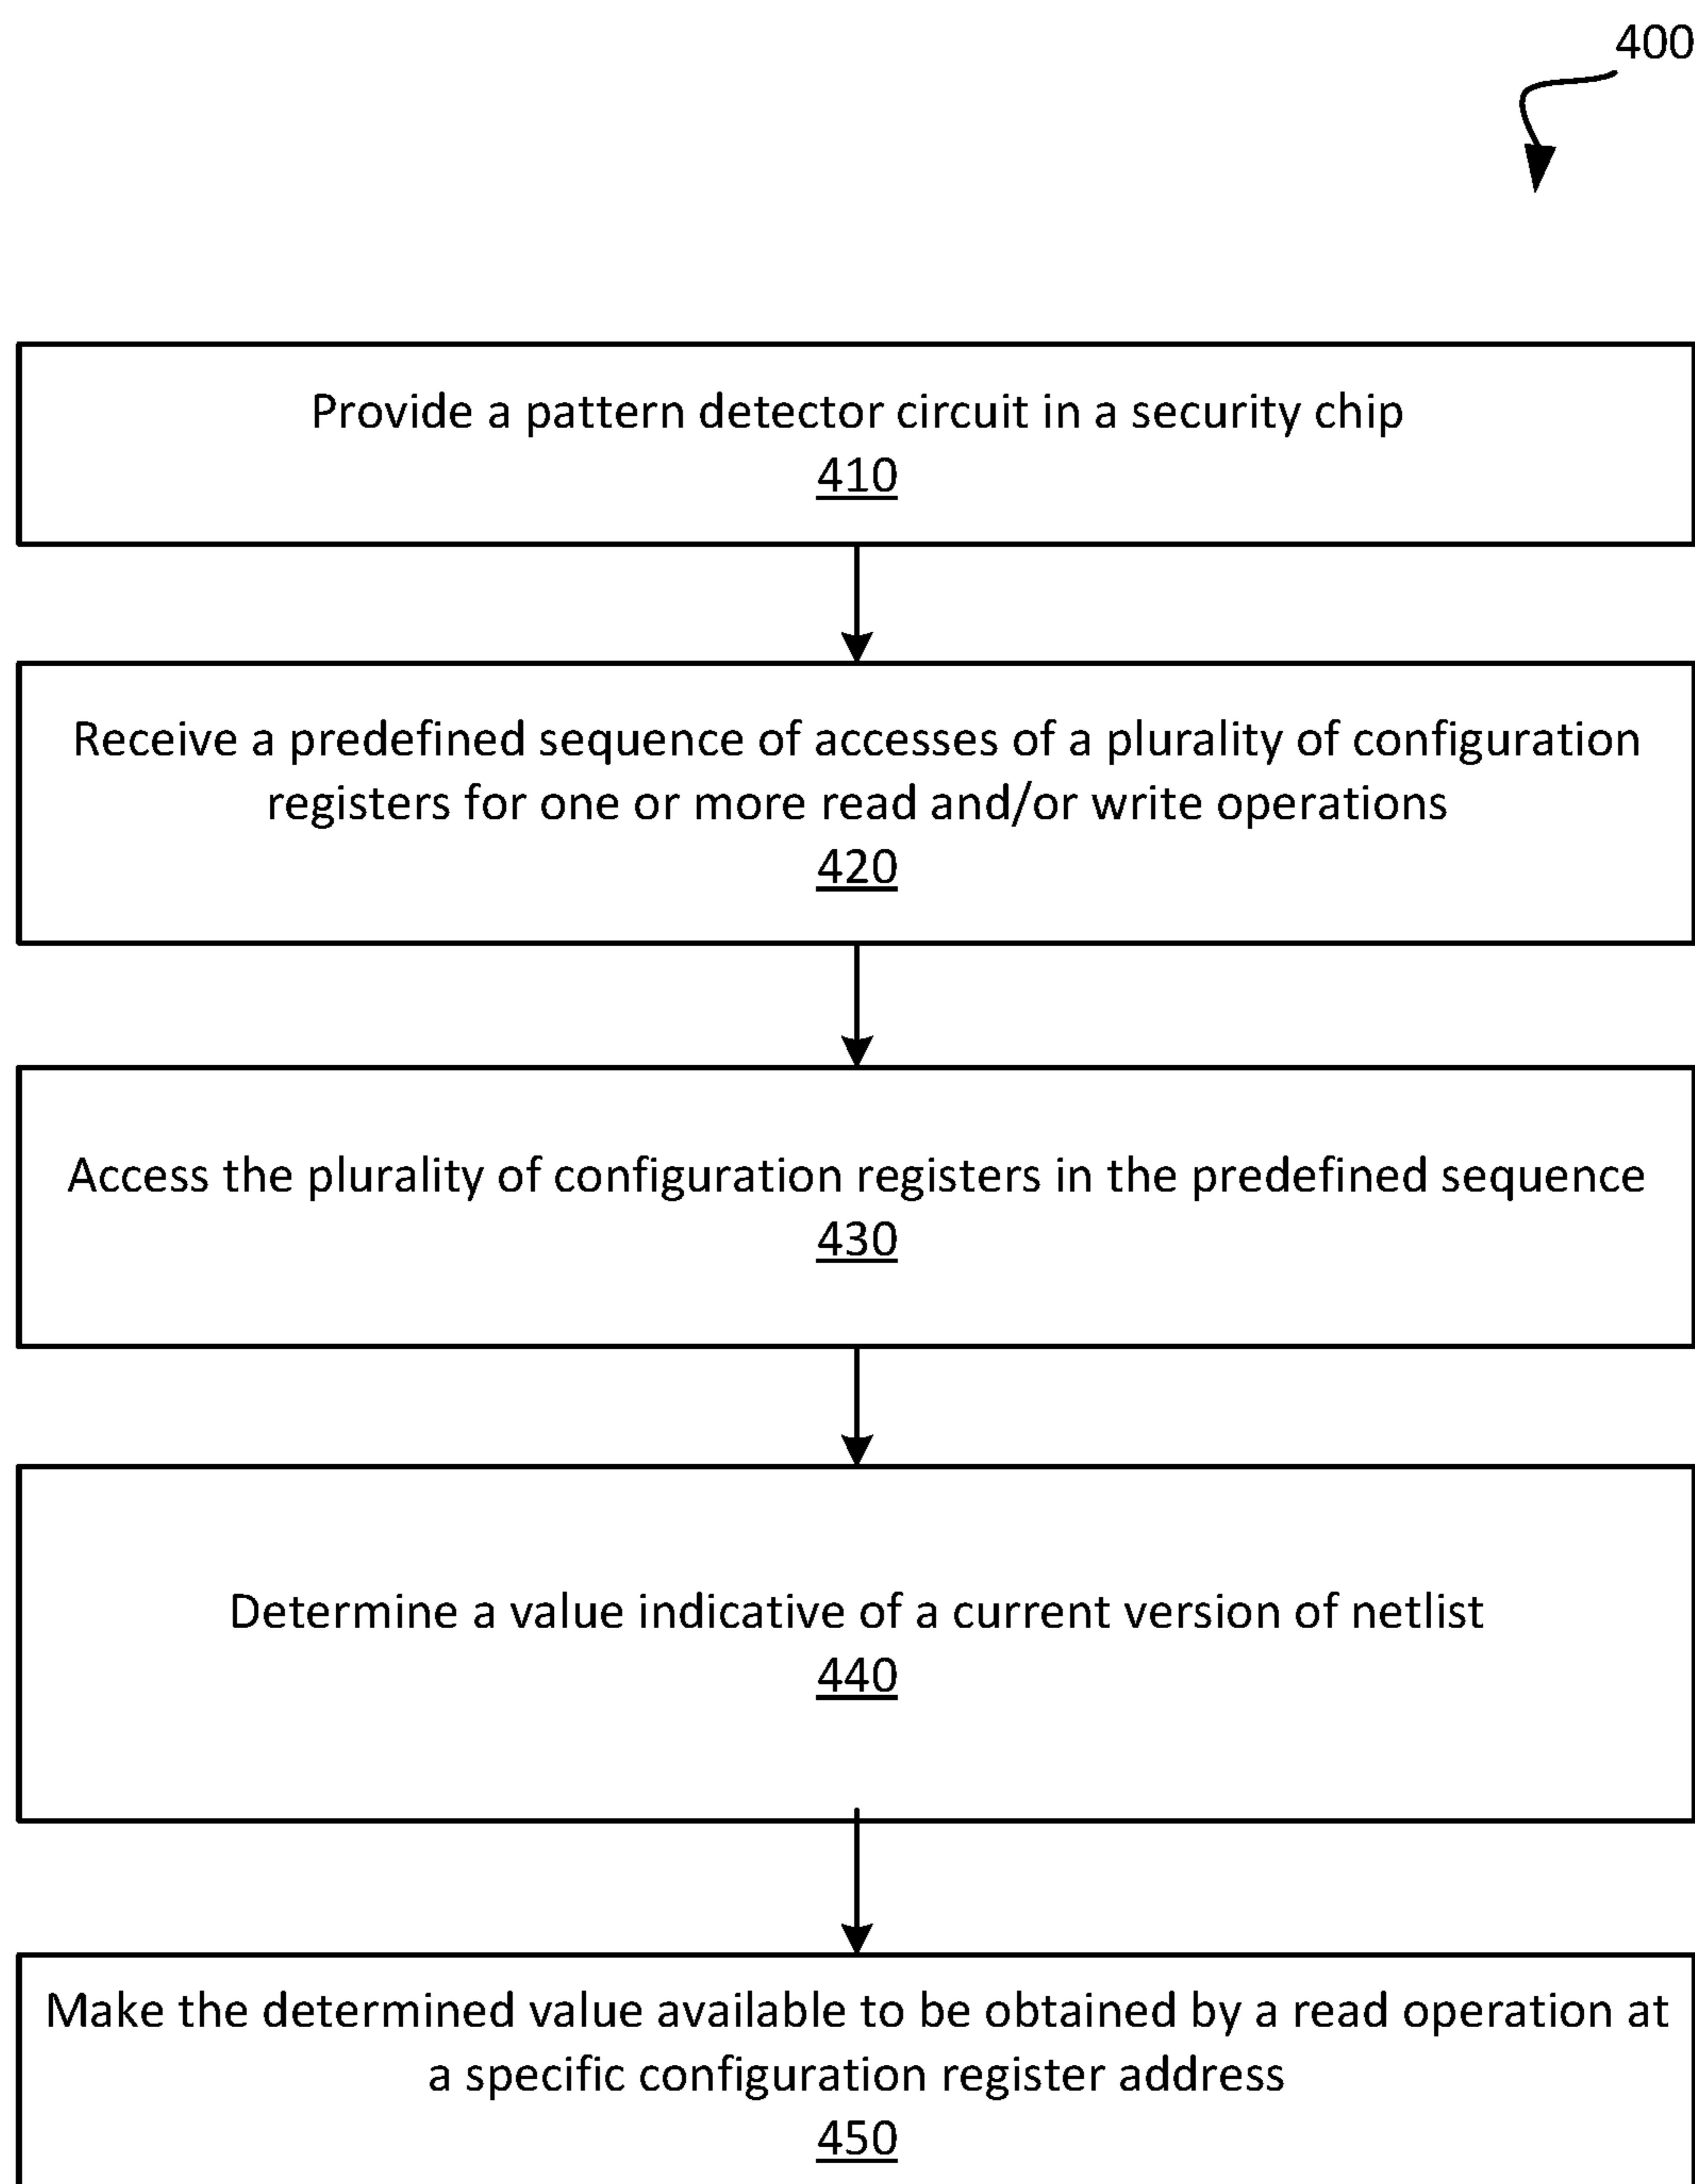 400
Provide a pattern detector circuit in a security chip
410
Receive a predefined sequence of accesses of a plurality of configuration
registers for one or more read and/or write operations
420
Access the plurality of configuration registers in the predefined sequence
430
Determine a value indicative of a current version of netlist
440
Make the determined value available to be obtained by a read operation at
a specific configuration register address
450